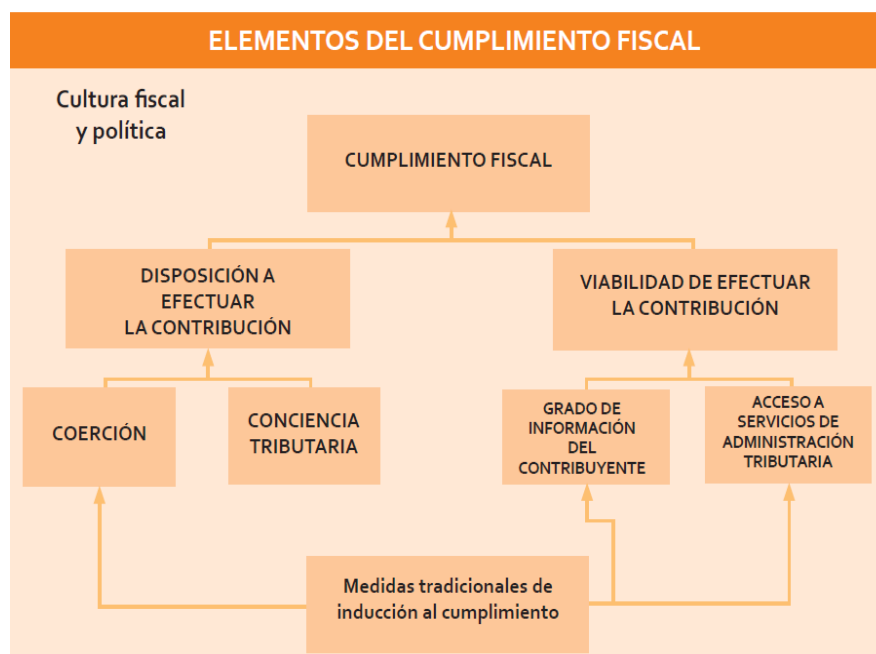 ELEMENTOS DEL CUMPLIMIENTO FISCAL
Cultura fiscal
y política
CUMPLIMIENTO FISCAL
DISPOSICIÓN A
EFECTUAR
LA CONTRIBUCIÓN
VIABILIDAD DE EFECTUAR
LA CONTRIBUCIÓN
COERCIÓN
CONCIENCIA
TRIBUTARIA
GRADO DE
INFORMACIÓN
DEL
CONTRIBUYENTE
ACCESO A
SERVICIOS DE
ADMINISTRACIÓN
TRIBUTARIA
Medidas tradicionales de
inducción al cumplimiento